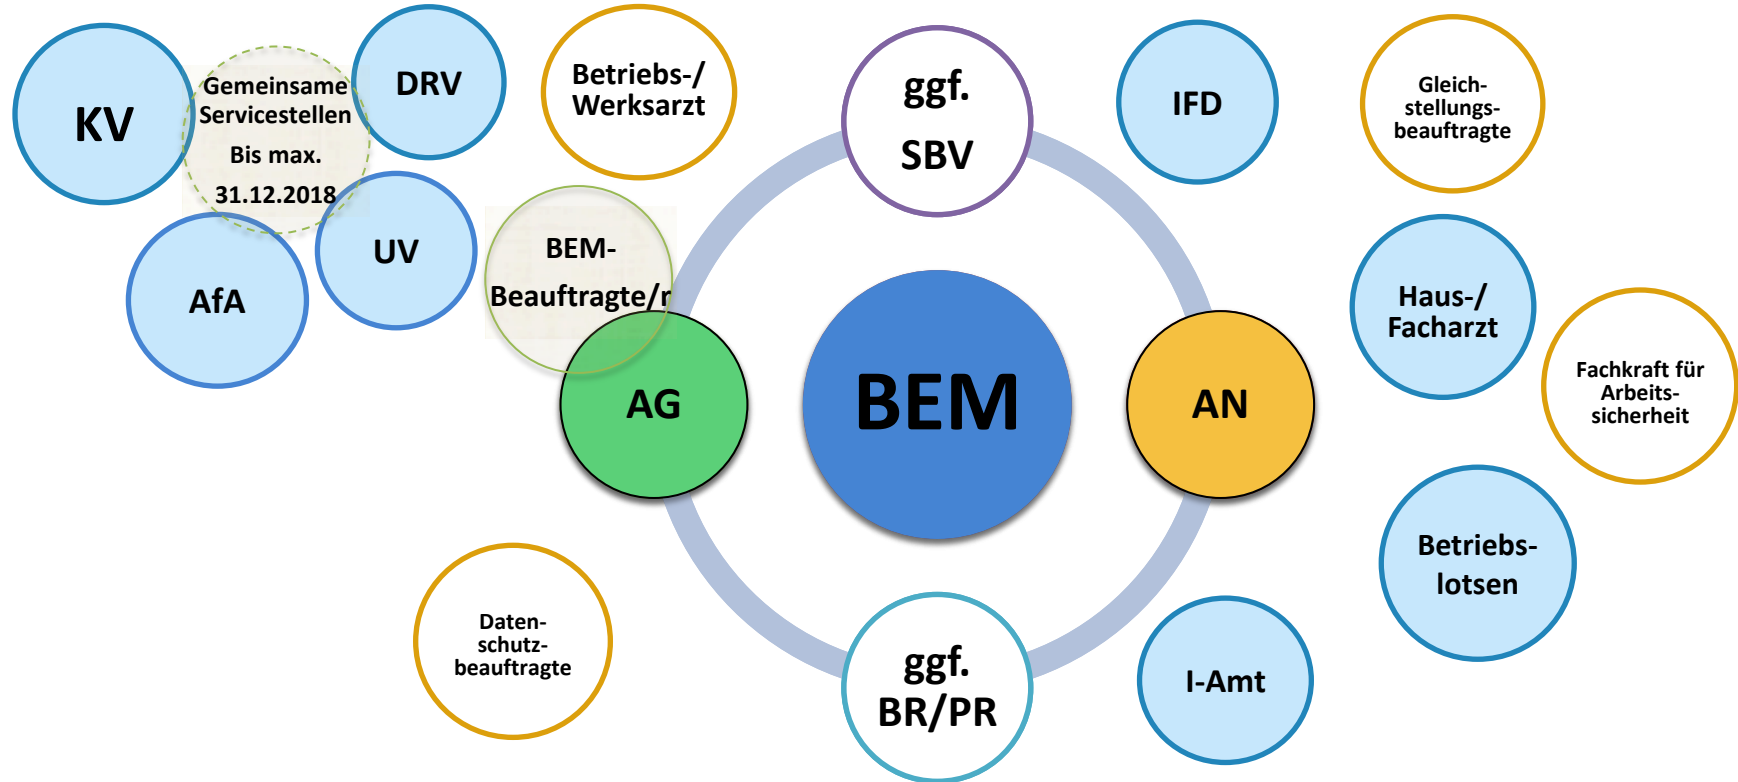 KV
Gemeinsame
Servicestellen
Bis max.
31.12.2018
DRV
AfA
UV
Betriebs-/
Werksarzt
BEM-
Beauftragte/r
ggf.
SBV
IFD
Gleich-
stellungs-
beauftragte
AG
BEM
AN
Haus-/
Facharzt
Fachkraft für
Arbeits-
sicherheit
Betriebs-
lotsen
Daten-
schutz-
beauftragte
ggf.
BR/PR
I-Amt